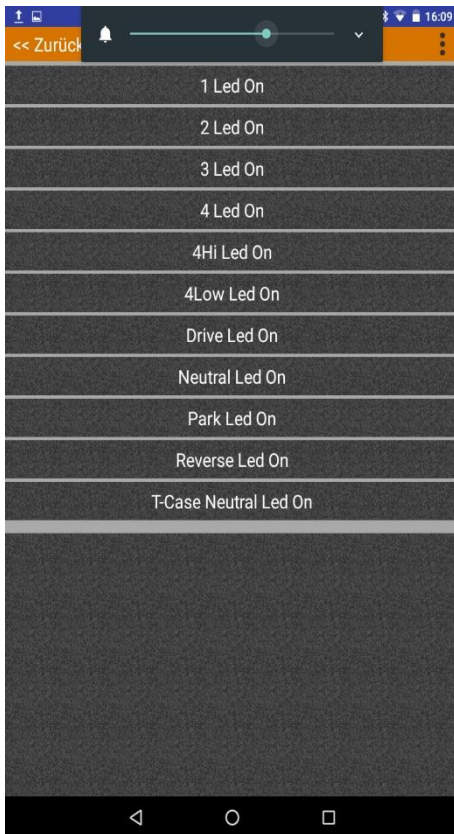 16:09
<< Zurück
1 Led On
2 Led On
3 Led On
4 Led On
4Hi Led On
4Low Led On
Drive Led On
Neutral Led On
Park Led On
Reverse Led On
T-Case Neutral Led On